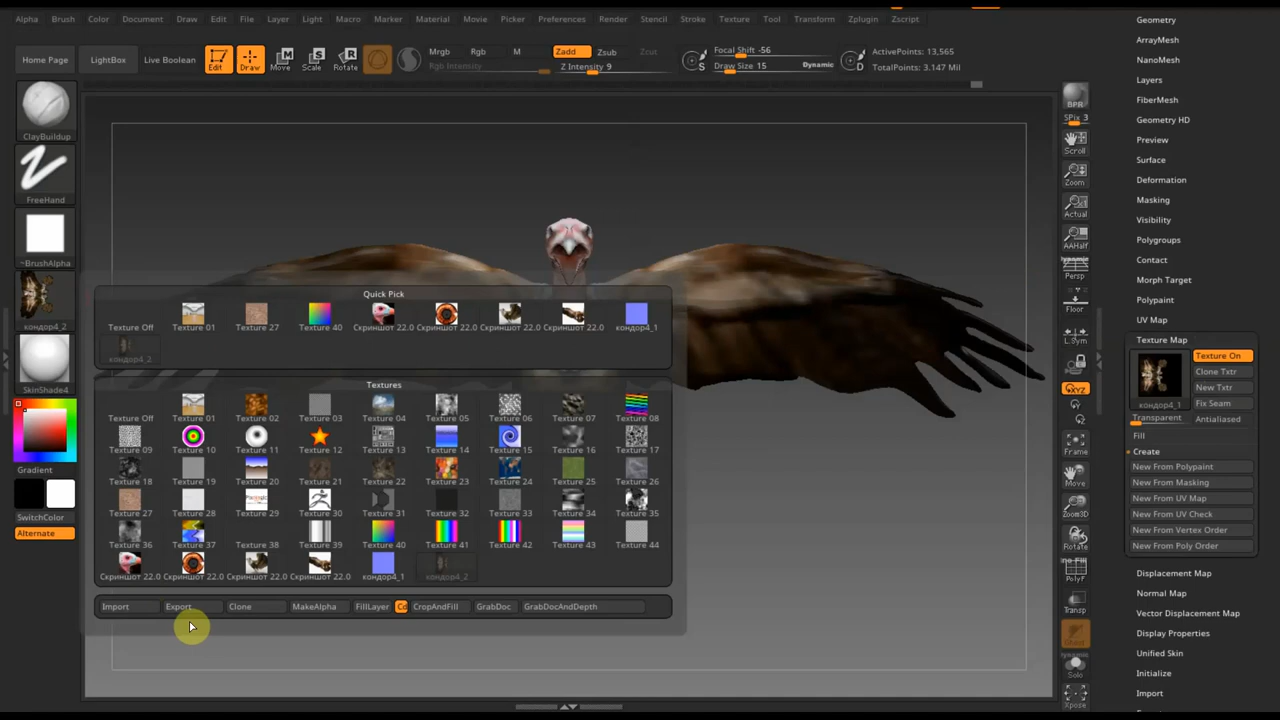 Alpha Brush Color Document Draw Edit File Layer Light Macro Marker Material Movie Picker Preferences Render Stencil Stroke Texture Tool Transform Zplugin Zscript
Home Page LightBox Live Boolean Edit Draw Move Scale Rotate
Mrgb Rgb M Zadd Zsub Zcut
Rgb Intensity Z Intensity 9
S Focal Shift -56
Draw Size 15 Dynamic D
ActivePoints: 13,565
TotalPoints: 3.147 Mil
ClayBuildup
FreeHand
~BrushAlpha
кондор4_2
SkinShade4
Gradient
SwitchColor
Alternate
Quick Pick
Texture Off Texture 01 Texture 27 Texture 40 Скриншот 22.0 Скриншот 22.0 Скриншот 22.0 Скриншот 22.0 кондор4_1
кондор4_2
Textures
Texture Off Texture 01 Texture 02 Texture 03 Texture 04 Texture 05 Texture 06 Texture 07 Texture 08
Texture 09 Texture 10 Texture 11 Texture 12 Texture 13 Texture 14 Texture 15 Texture 16 Texture 17
Texture 18 Texture 19 Texture 20 Texture 21 Texture 22 Texture 23 Texture 24 Texture 25 Texture 26
Texture 27 Texture 28 Texture 29 Texture 30 Texture 31 Texture 32 Texture 33 Texture 34 Texture 35
Texture 36 Texture 37 Texture 38 Texture 39 Texture 40 Texture 41 Texture 42 Texture 43 Texture 44
Скриншот 22.0 Скриншот 22.0 Скриншот 22.0 Скриншот 22.0 кондор4_1 кондор4_2
Import Export Clone MakeAlpha FillLayer Cd CropAndFill GrabDoc GrabDocAndDepth
BPR
SPix 3
Scroll
Zoom
Actual
AAHalf
Dynamic
Persp
Floor
L.Sym
XYZ
Frame
Move
Zoom3D
Rotate
PolyF
Transp
Ghost
Dynamic
Solo
Xpose
Geometry
ArrayMesh
NanoMesh
Layers
FiberMesh
Geometry HD
Preview
Surface
Deformation
Masking
Visibility
Polygroups
Contact
Morph Target
Polypaint
UV Map
Texture Map
Texture On
Clone Txtr
New Txtr
кондор4_1 Fix Seam
Transparent Antialiased
Fill
Create
New From Polypaint
New From Masking
New From UV Map
New From UV Check
New From Vertex Order
New From Poly Order
Displacement Map
Normal Map
Vector Displacement Map
Display Properties
Unified Skin
Initialize
Import